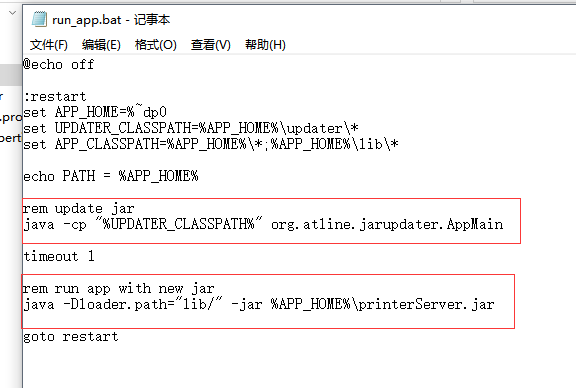 run_app.bat - 记事本
文件(F) 编辑(E) 格式(O) 查看(V) 帮助(H)
@echo off
:restart
set APP_HOME=%~dp0
set UPDATER_CLASSPATH=%APP_HOME%\updater\*
set APP_CLASSPATH=%APP_HOME%\*;%APP_HOME%\lib\*
echo PATH = %APP_HOME%
rem update jar
java -cp "%UPDATER_CLASSPATH%" org.atline.jarupdater.AppMain
timeout 1
rem run app with new jar
java -Dloader.path="lib/" -jar %APP_HOME%\printerServer.jar
goto restart
r
.pro
pert